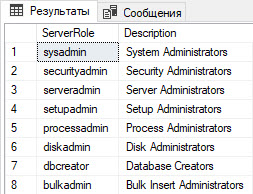 Результаты Сообщения
ServerRole Description
1 sysadmin System Administrators
2 securityadmin Security Administrators
3 serveradmin Server Administrators
4 setupadmin Setup Administrators
5 processadmin Process Administrators
6 diskadmin Disk Administrators
7 dbcreator Database Creators
8 bulkadmin Bulk Insert Administrators